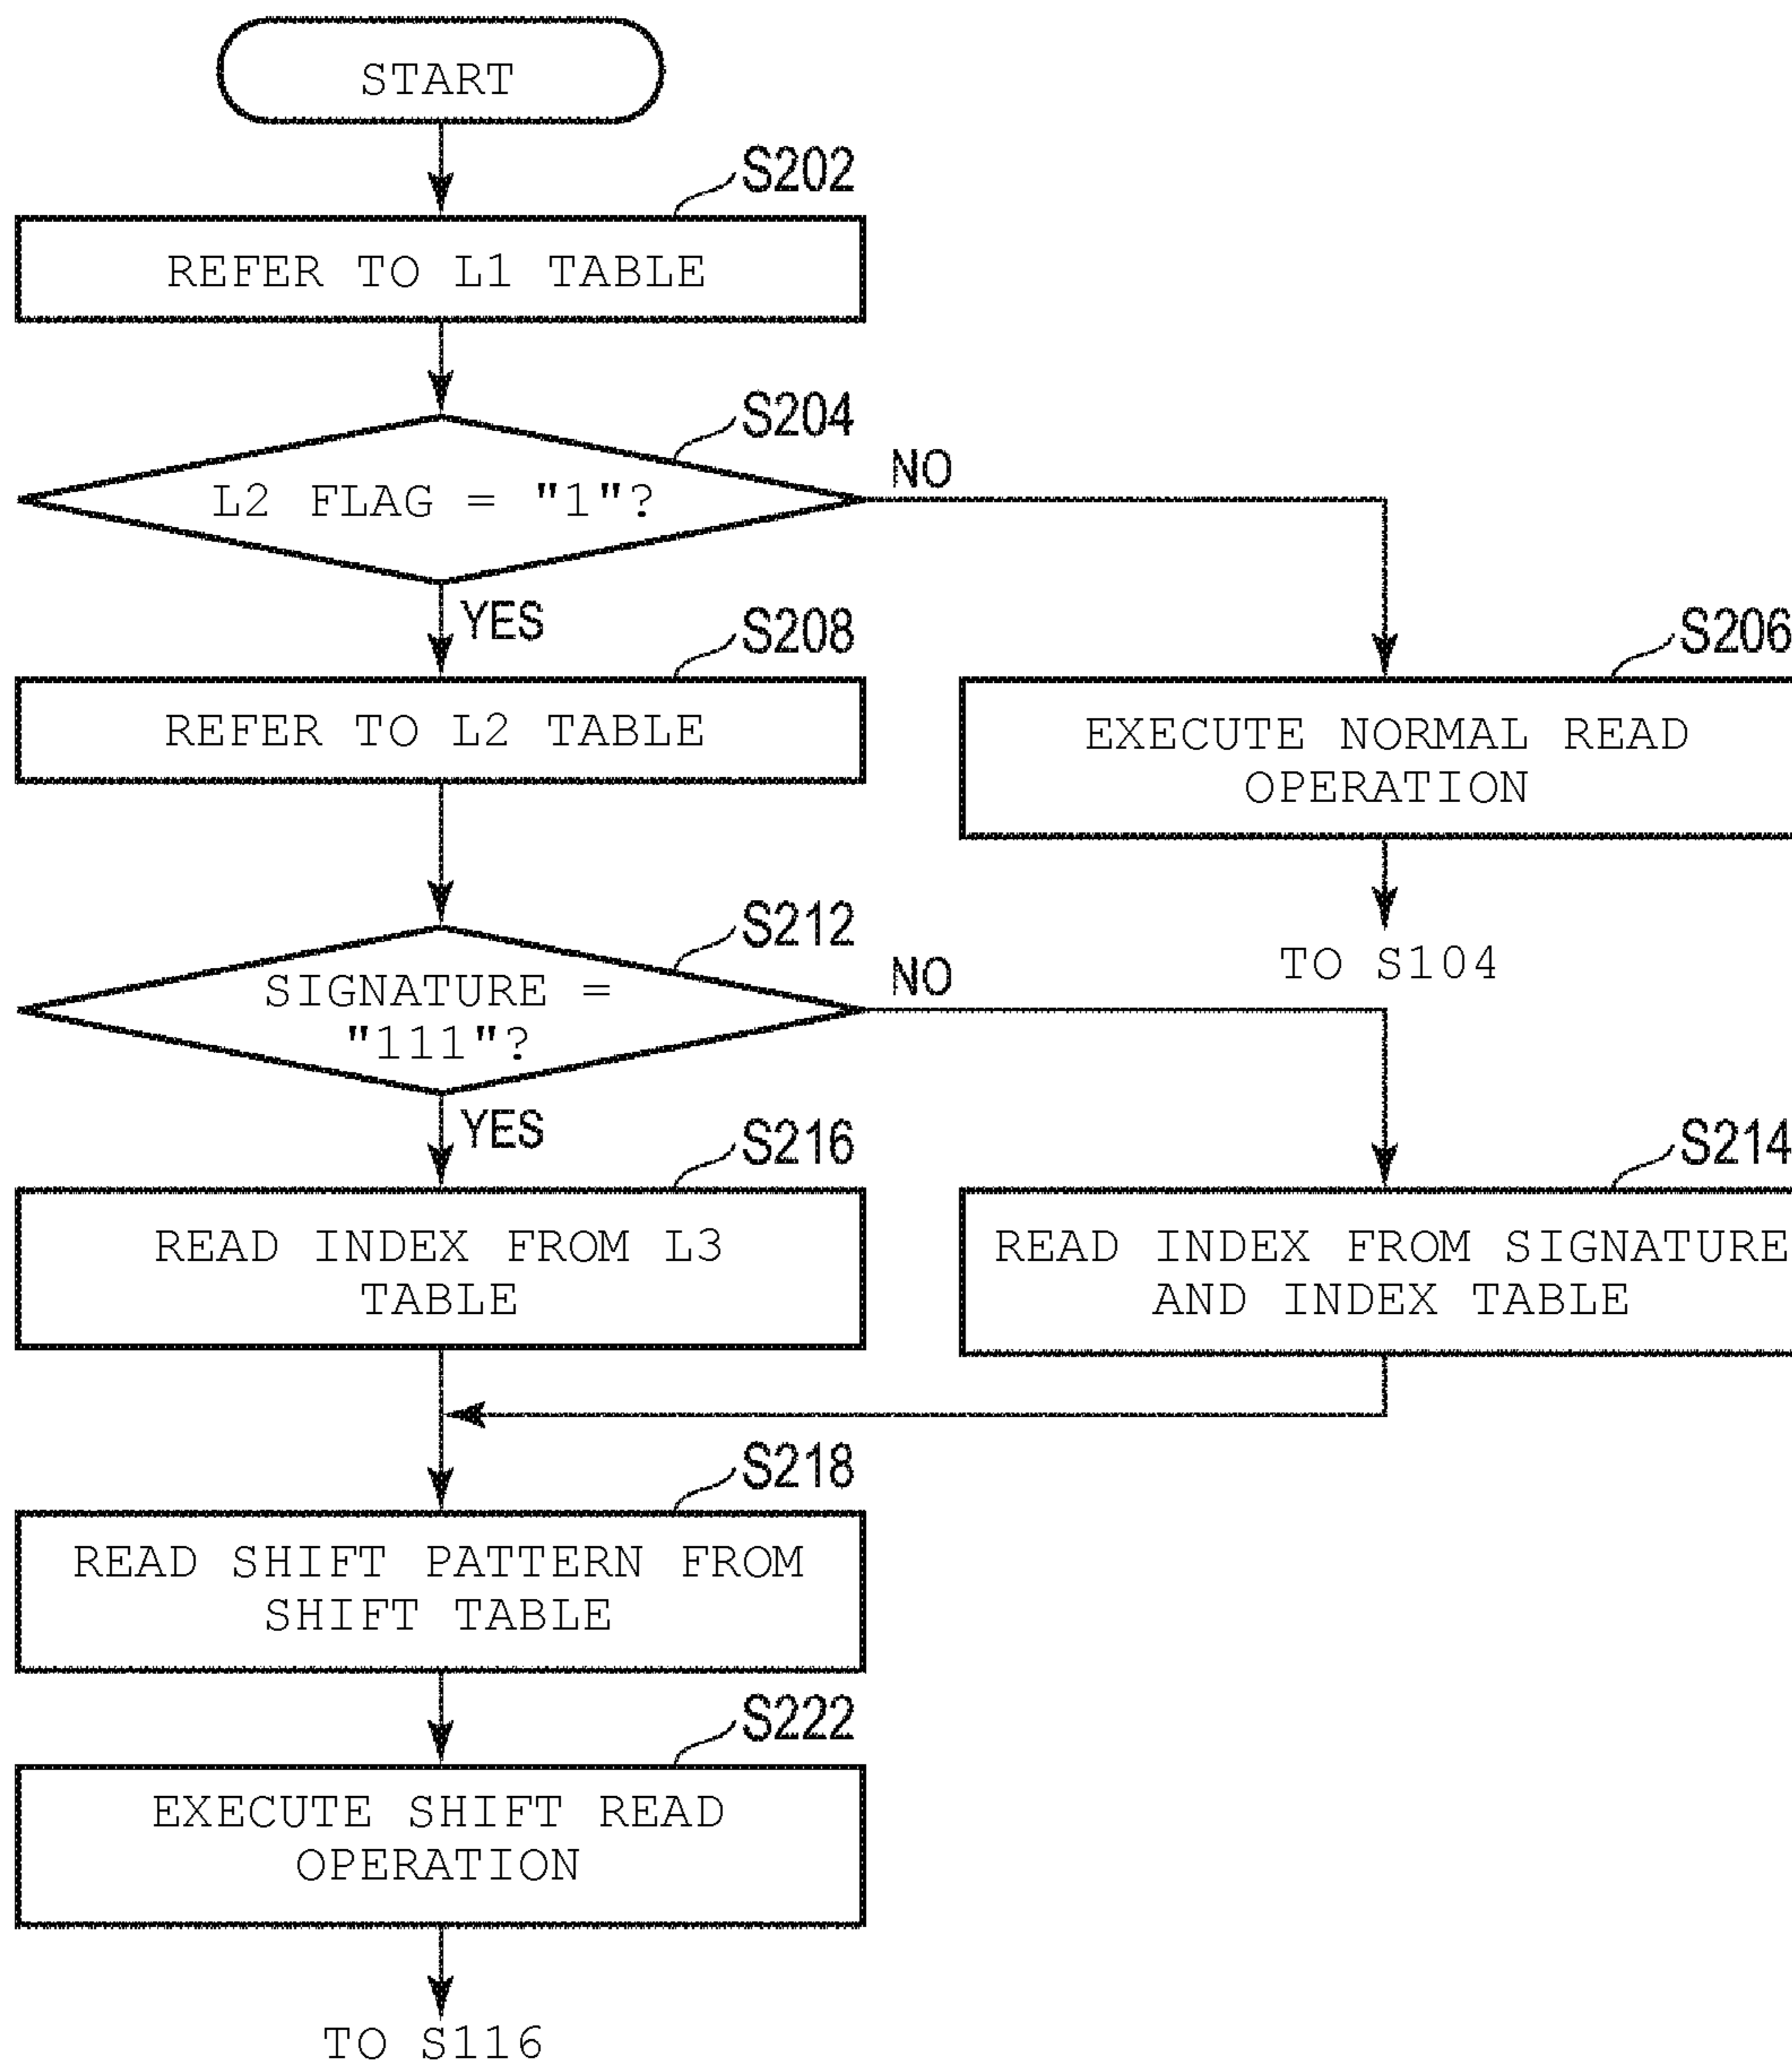 START
S202
REFER TO L1 TABLE
S204
L2 FLAG = "1"?
NO
YES
S208
REFER TO L2 TABLE
S206
EXECUTE NORMAL READ
OPERATION
TO S104
S212
SIGNATURE =
"111"?
NO
YES
S216
READ INDEX FROM L3
TABLE
S214
READ INDEX FROM SIGNATURE
AND INDEX TABLE
S218
READ SHIFT PATTERN FROM
SHIFT TABLE
S222
EXECUTE SHIFT READ
OPERATION
TO S116